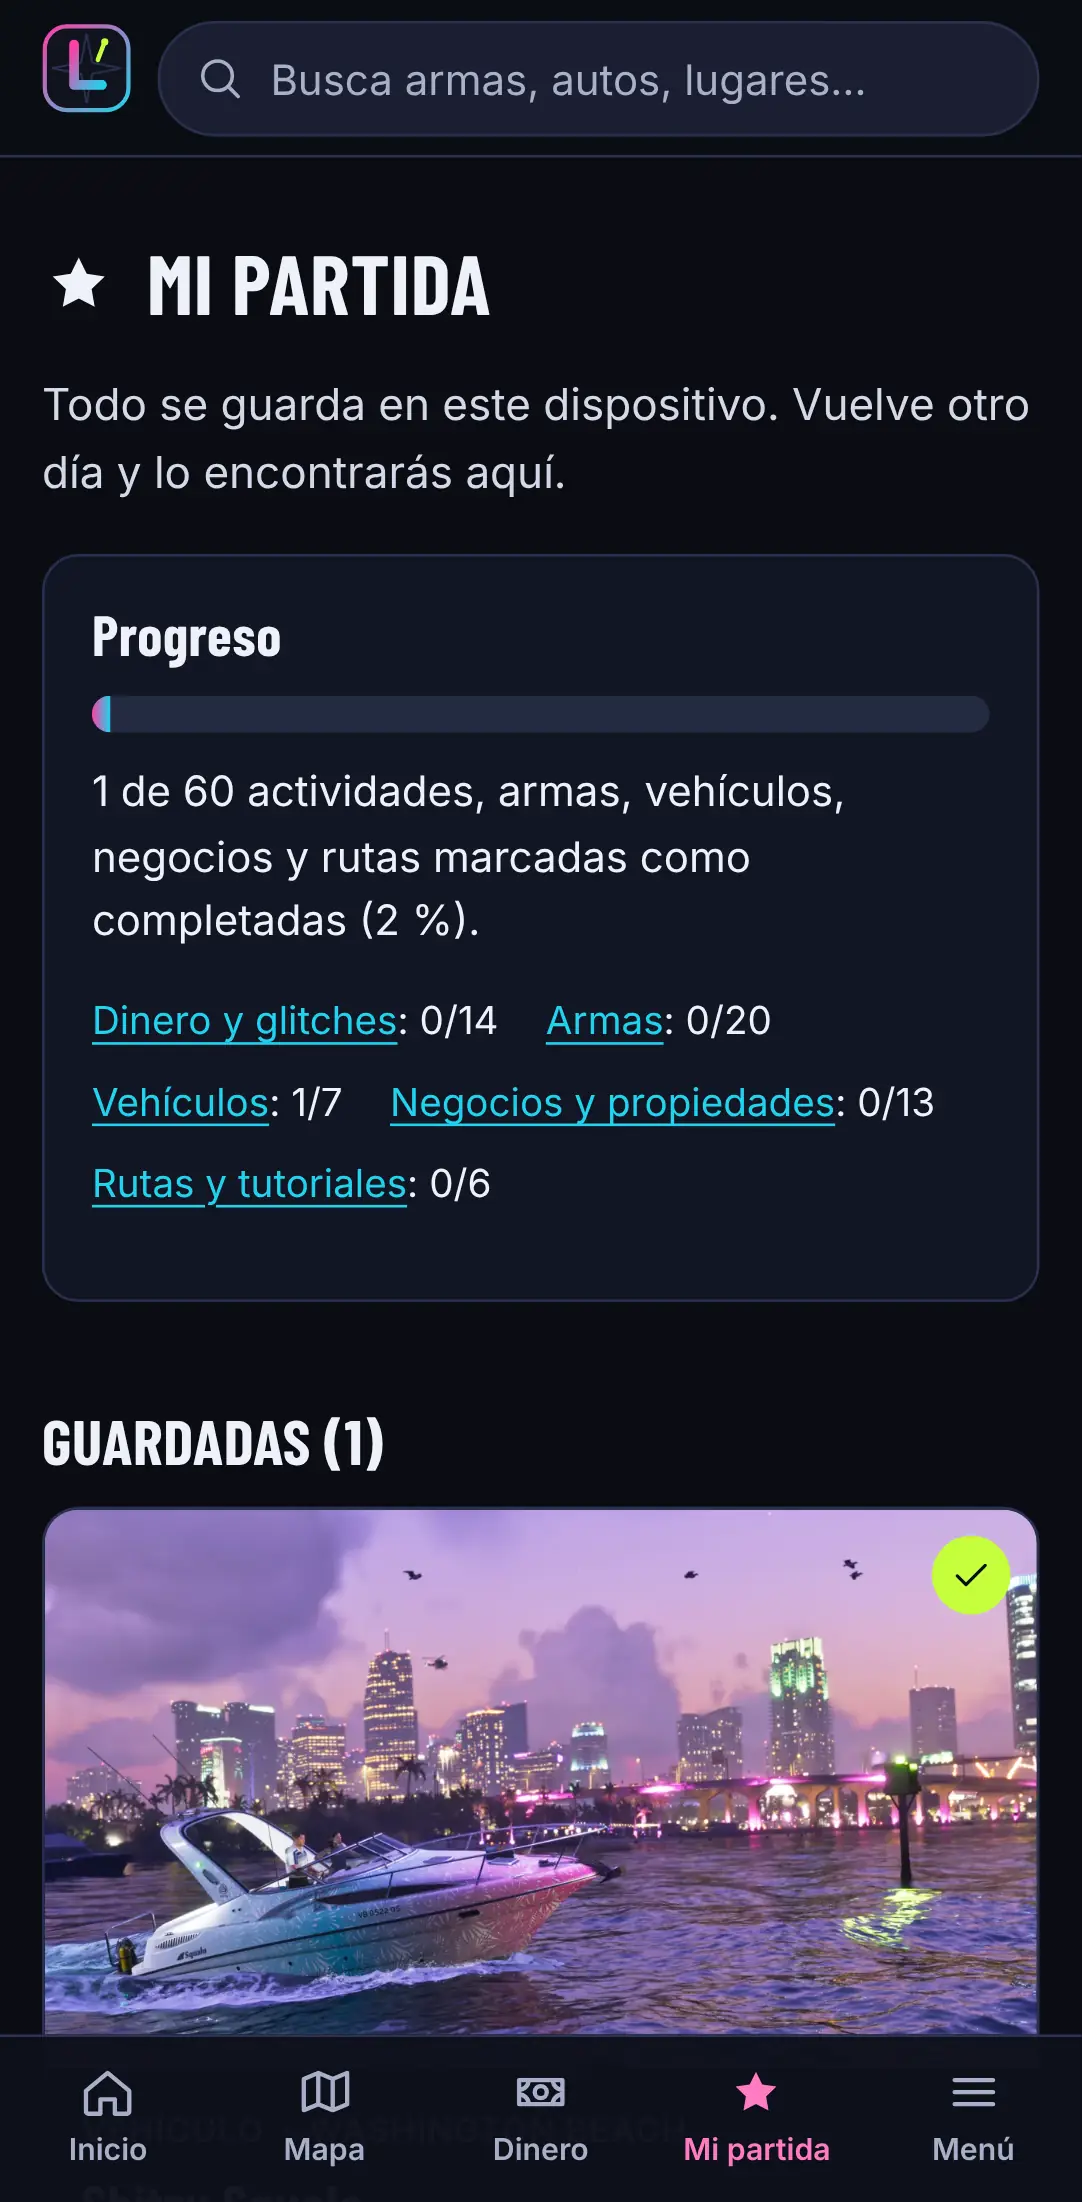 Busca armas, autos, lugares...
MI PARTIDA
Todo se guarda en este dispositivo. Vuelve otro
día y lo encontrarás aquí.
Progreso
1 de 60 actividades, armas, vehículos,
negocios y rutas marcadas como
completadas (2 %).
Dinero y glitches: 0/14 Armas: 0/20
Vehículos: 1/7 Negocios y propiedades: 0/13
Rutas y tutoriales: 0/6
GUARDADAS (1)
Squalo
WASHINGTON BEACH
Inicio Mapa Dinero Mi partida Menú